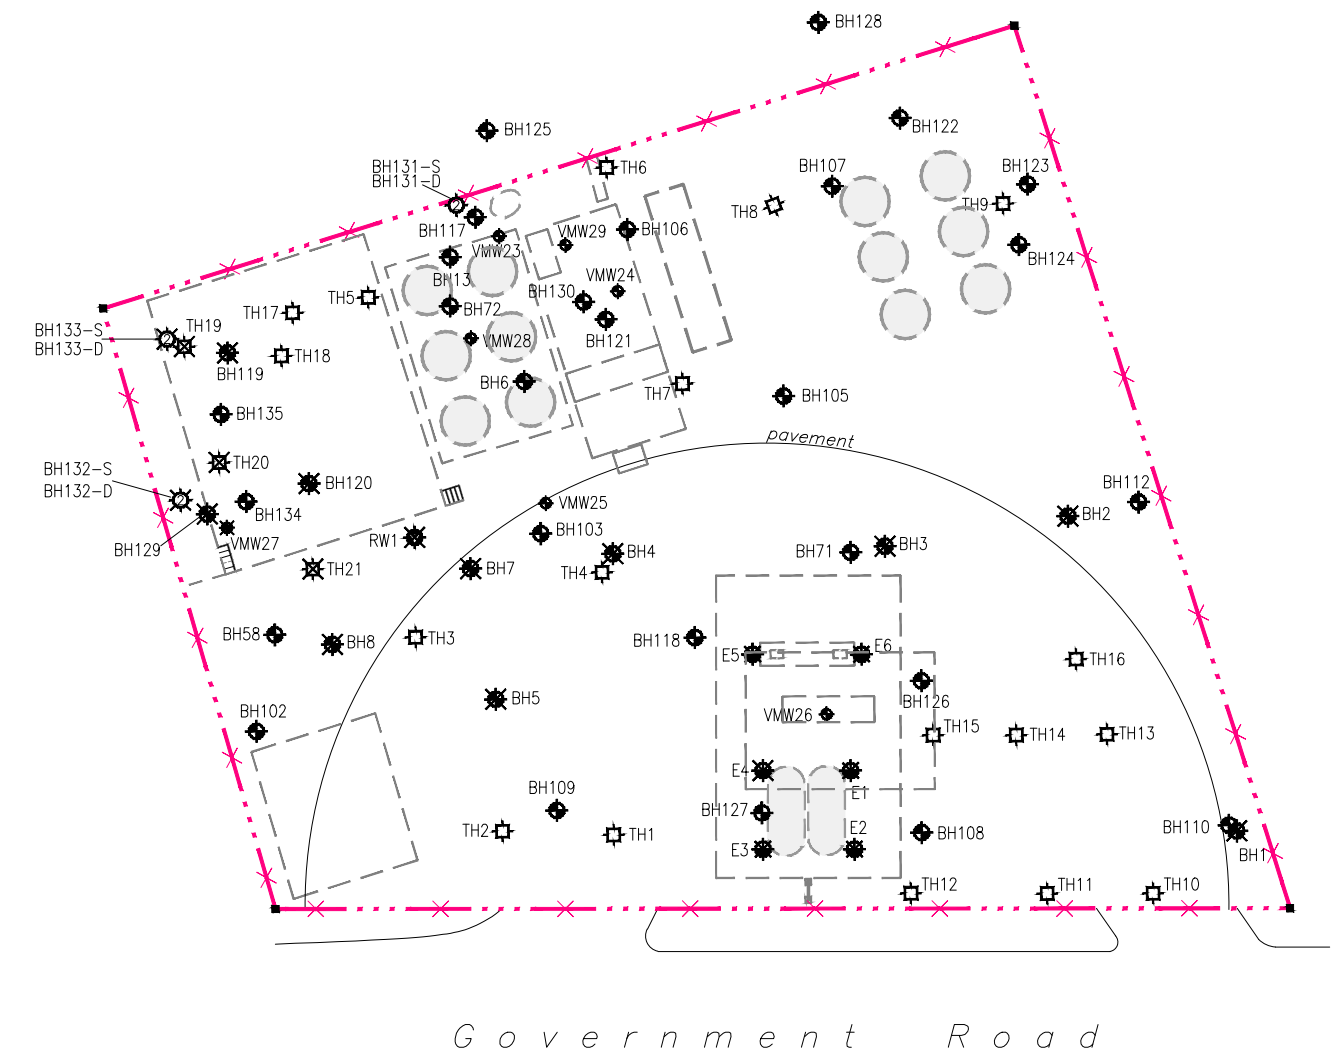 BH128
BH125
BH122
BH131-S
BH131-D
TH6
BH107
BH123
TH8
TH9
BH117
VMW23
VMW29
BH106
BH124
BH13
VMW24
TH5
BH130
BH72
TH17
BH133-S
BH133-D
TH19
VMW28
BH121
BH119
TH18
BH6
TH7
BH105
BH135
pavement
BH132-S
BH132-D
TH20
BH120
BH112
BH134
VMW25
BH2
BH129
VMW27
RW1
BH103
BH4
BH71
BH3
TH21
BH7
TH4
BH58
BH8
TH3
BH118
E5
E6
TH16
BH126
BH5
BH102
VMW26
TH15
TH14
TH13
E4
E1
BH109
BH127
TH2
TH1
E2
BH108
BH110
BH1
E3
TH12
TH11
TH10
Government Road